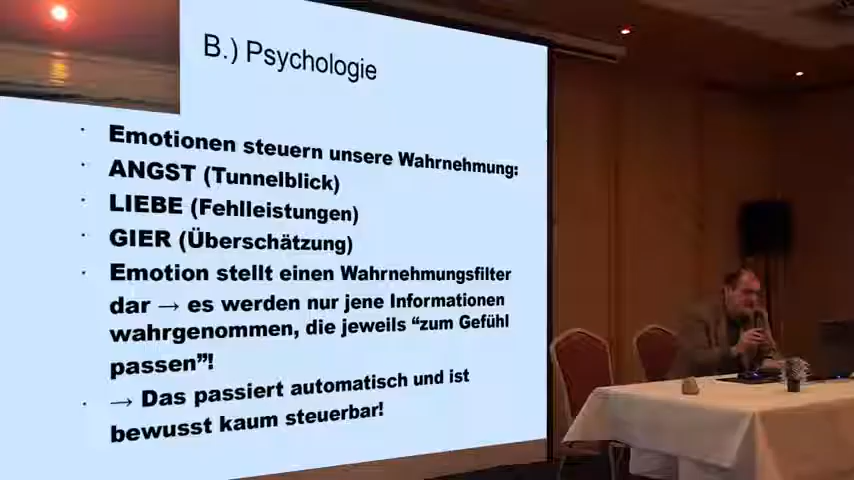 B.) Psychologie
· Emotionen steuern unsere Wahrnehmung:
· ANGST (Tunnelblick)
· LIEBE (Fehlleistungen)
· GIER (Überschätzung)
· Emotion stellt einen Wahrnehmungsfilter
dar → es werden nur jene Informationen
wahrgenommen, die jeweils “zum Gefühl
passen”!
· → Das passiert automatisch und ist
bewusst kaum steuerbar!